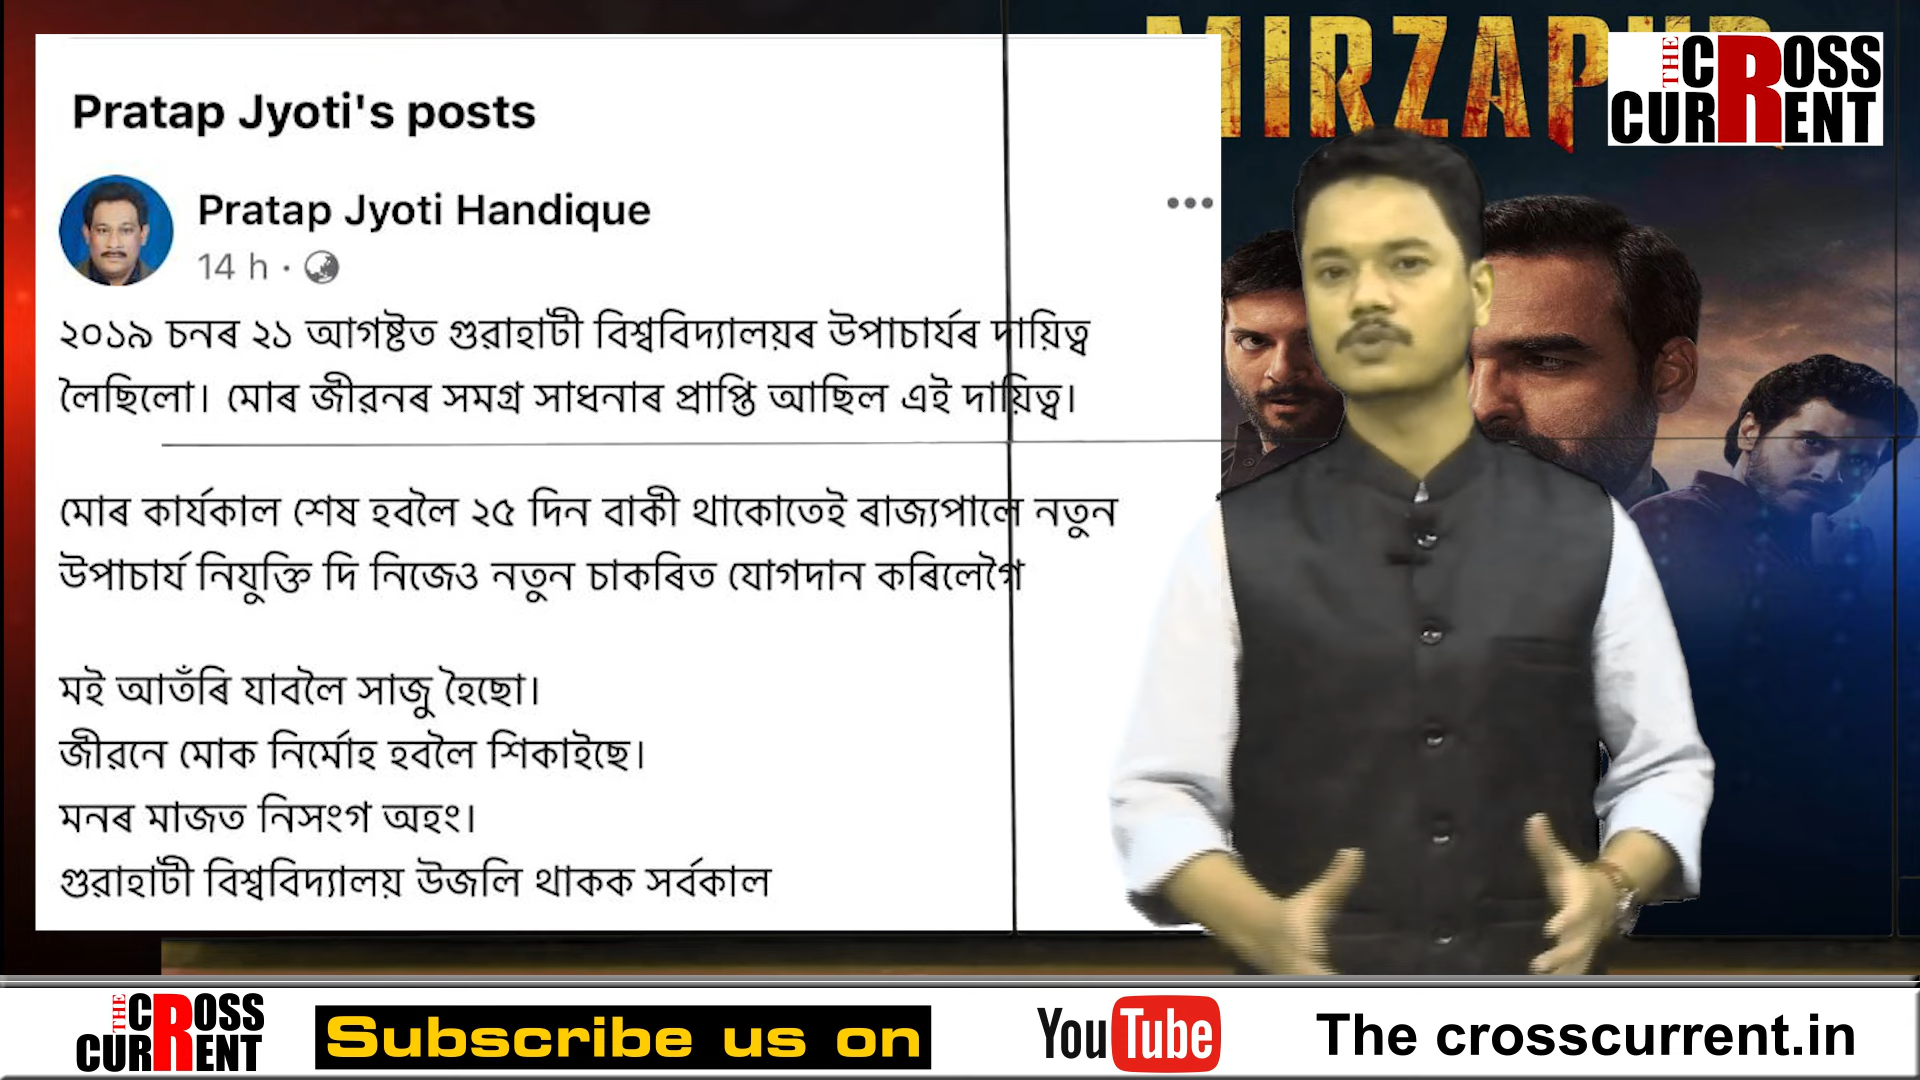 MIRZAPUR
THE CROSS
CURRENT
Pratap Jyoti's posts
Pratap Jyoti Handique
14 h ·
২০১৯ চনৰ ২১ আগষ্টত গুৱাহাটী বিশ্ববিদ্যালয়ৰ উপাচাৰ্যৰ দায়িত্ব
লৈছিলো। মোৰ জীৱনৰ সমগ্ৰ সাধনাৰ প্ৰাপ্তি আছিল এই দায়িত্ব।
মোৰ কাৰ্যকাল শেষ হবলৈ ২৫ দিন বাকী থাকোতেই ৰাজ্যপালে নতুন
উপাচাৰ্য নিযুক্তি দি নিজেও নতুন চাকৰিত যোগদান কৰিলেগৈ
মই আতঁৰি যাবলৈ সাজু হৈছো।
জীৱনে মোক নিৰ্মোহ হবলৈ শিকাইছে।
মনৰ মাজত নিসংগ অহং।
গুৱাহাটী বিশ্ববিদ্যালয় উজলি থাকক সৰ্বকাল
THE CROSS
CURRENT
Subscribe us on
YouTube
The crosscurrent.in